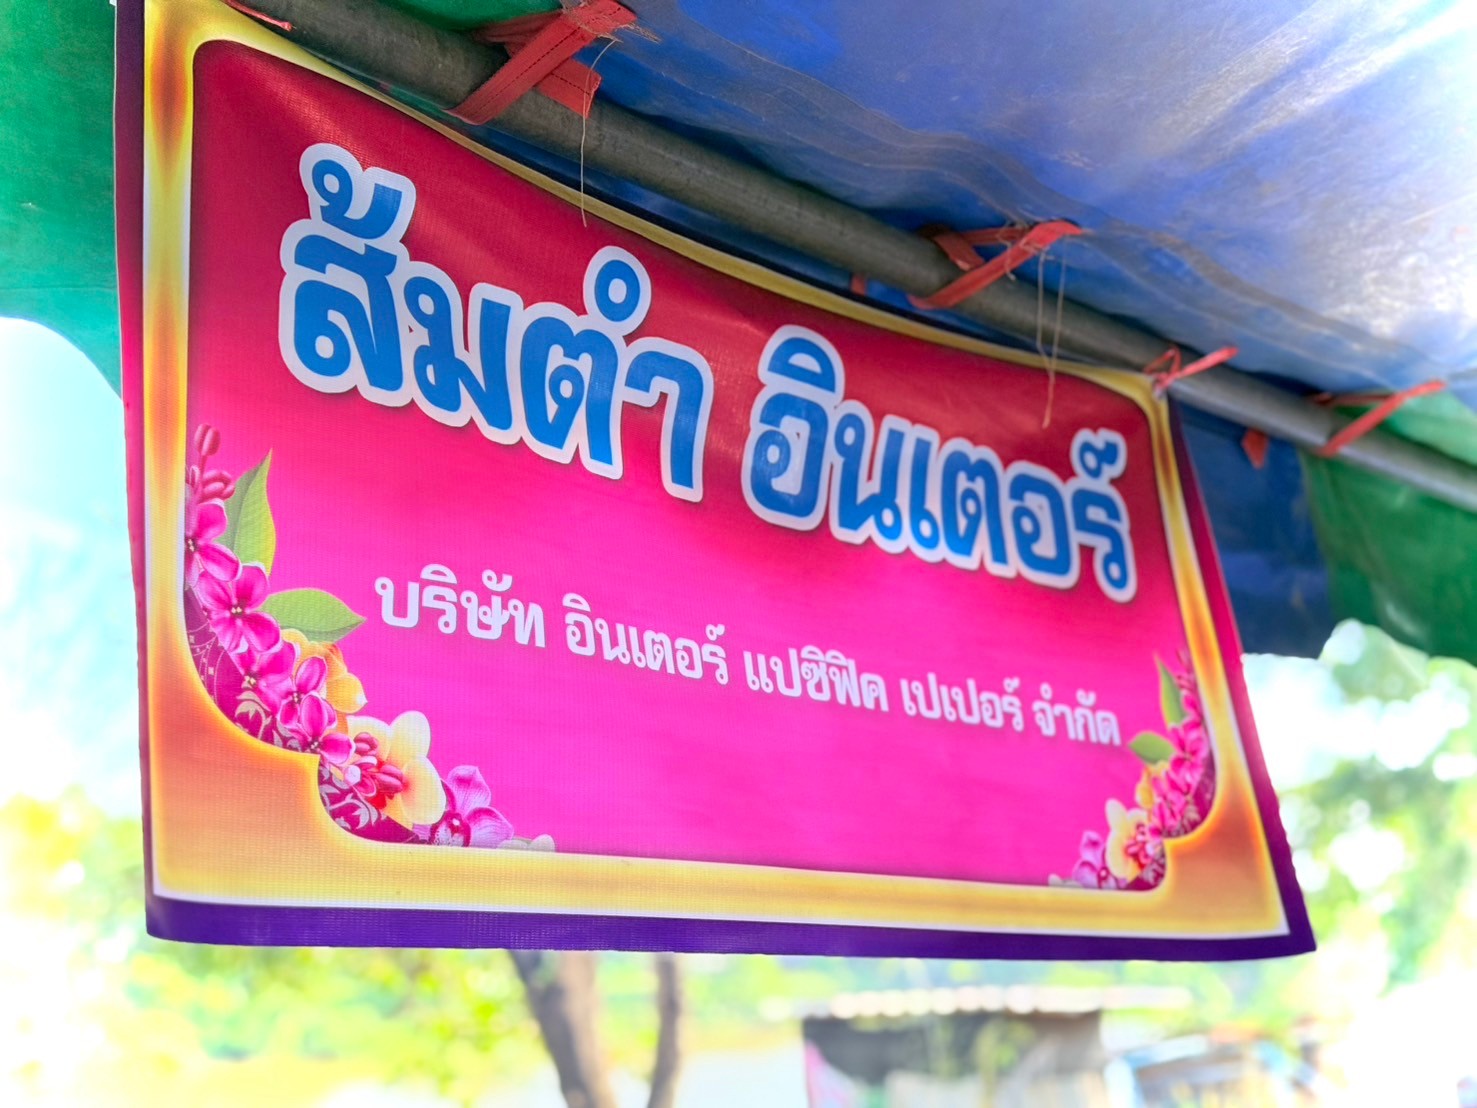 ส้มตำ อินเตอร์
บริษัท อินเตอร์ แปซิฟิค เปเปอร์ จำกัด